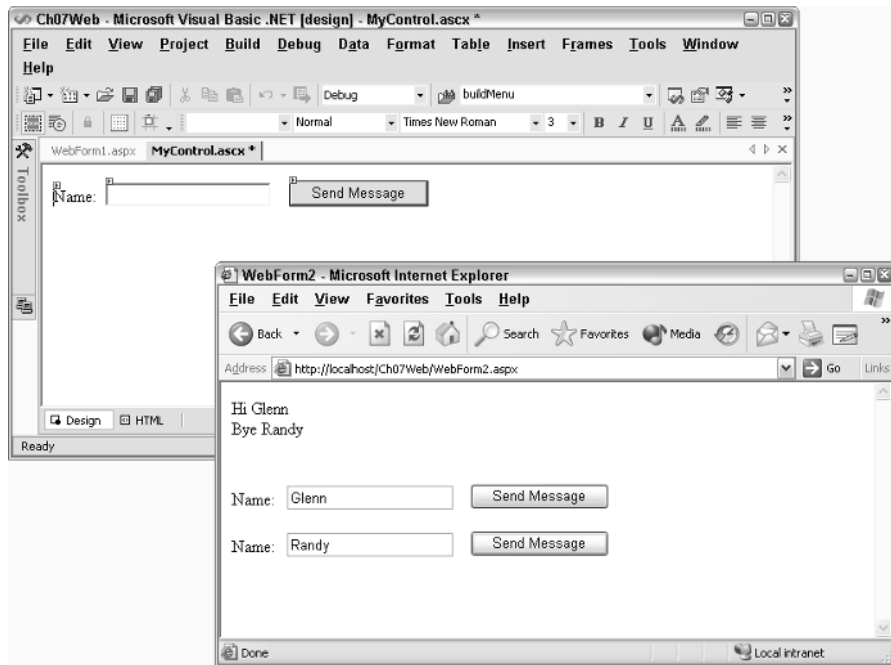 Ch07Web - Microsoft Visual Basic .NET [design] - MyControl.ascx *
File Edit View Project Build Debug Data Format Table Insert Frames Tools Window
Help
Debug buildMenu
Normal Times New Roman 3 B I U A
WebForm1.aspx MyControl.ascx *
Toolbox
Name: Send Message
Design HTML
Ready
WebForm2 - Microsoft Internet Explorer
File Edit View Favorites Tools Help
Back Search Favorites Media
Address http://localhost/Ch07Web/WebForm2.aspx Go Links
Hi Glenn
Bye Randy
Name: Glenn Send Message
Name: Randy Send Message
Done Local intranet